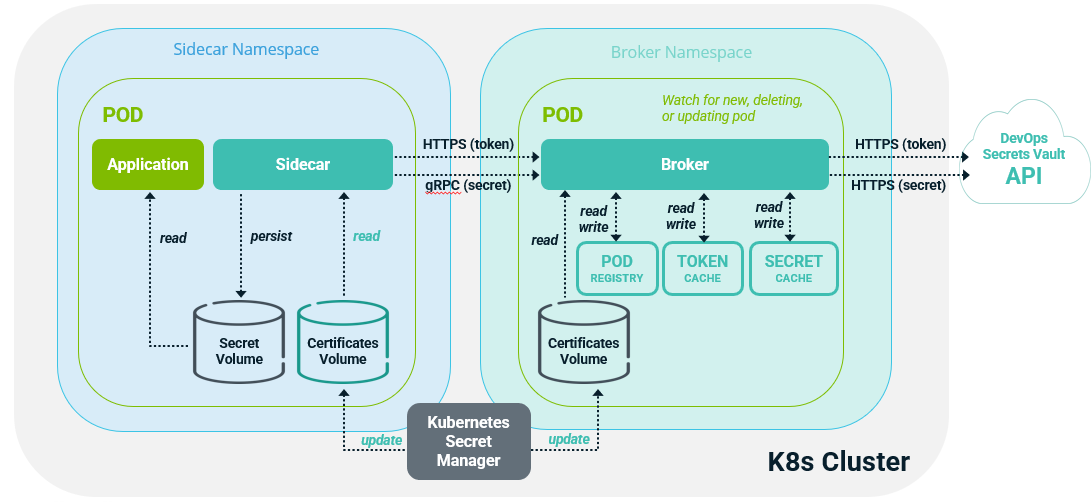 Sidecar Namespace
Broker Namespace
POD
Application
Sidecar
HTTPS (token)
gRPC (secret)
POD
Watch for new, deleting,
or updating pod
Broker
HTTPS (token)
HTTPS (secret)
DevOps
Secrets Vault
API
read
persist
read
read
read
write
read
write
read
write
POD
REGISTRY
TOKEN
CACHE
SECRET
CACHE
Secret
Volume
Certificates
Volume
Certificates
Volume
update
Kubernetes
Secret
Manager
update
K8s Cluster